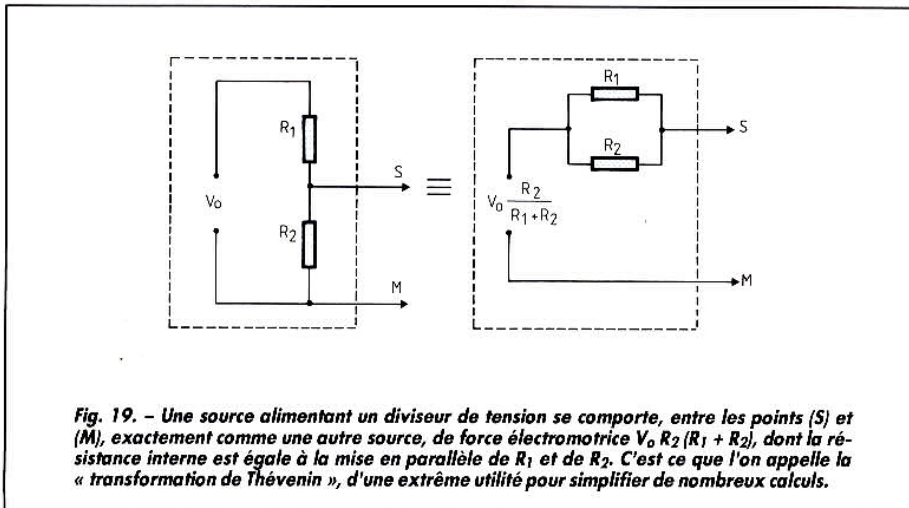 R1
R2
Vo
S
M
≡
R1
R2
S
Vo R2
R1+R2
M
Fig. 19. – Une source alimentant un diviseur de tension se comporte, entre les points (S) et
(M), exactement comme une autre source, de force électromotrice Vo R2 (R1 + R2), dont la ré-
sistance interne est égale à la mise en parallèle de R1 et de R2. C'est ce que l'on appelle la
« transformation de Thévenin », d'une extrême utilité pour simplifier de nombreux calculs.